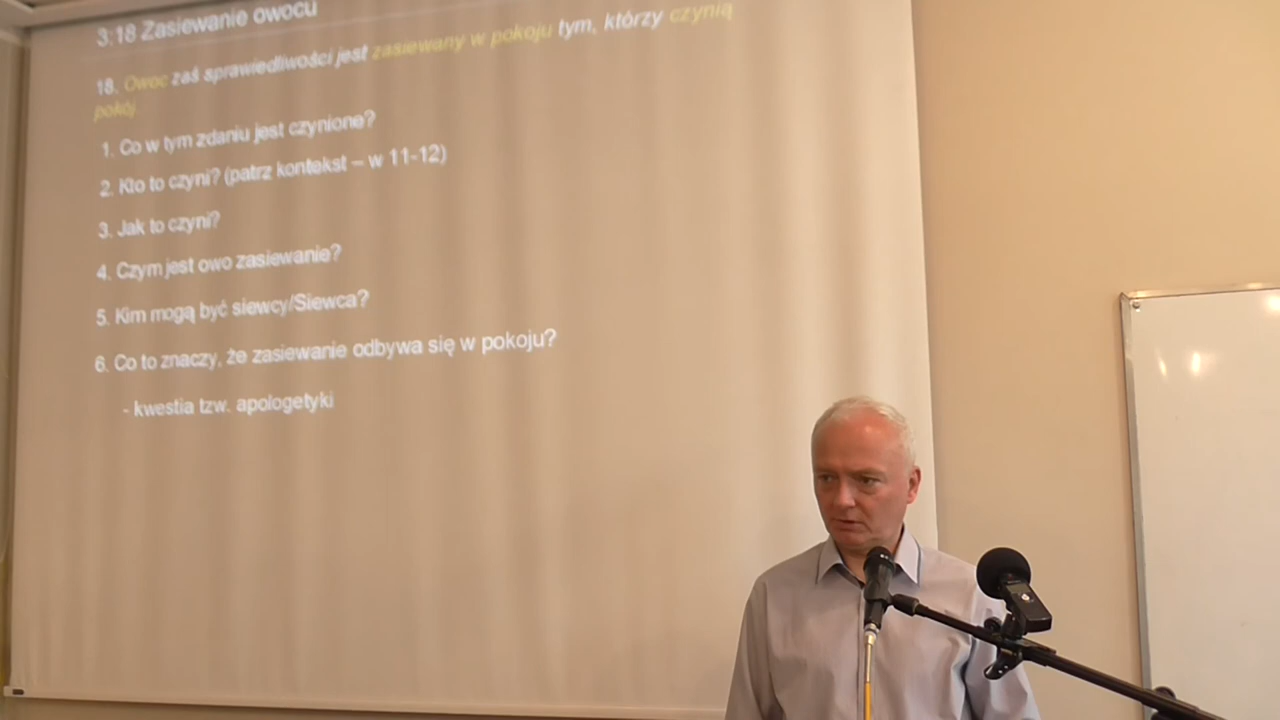 3:18 Zasiewanie owocu
18. Owoc zaś sprawiedliwości jest zasiewany w pokoju tym, którzy czynią
pokój.
1. Co w tym zdaniu jest czynione?
2. Kto to czyni? (patrz kontekst – w 11-12)
3. Jak to czyni?
4. Czym jest owo zasiewanie?
5. Kim mogą być siewcy/Siewca?
6. Co to znaczy, że zasiewanie odbywa się w pokoju?
- kwestia tzw. apologetyki